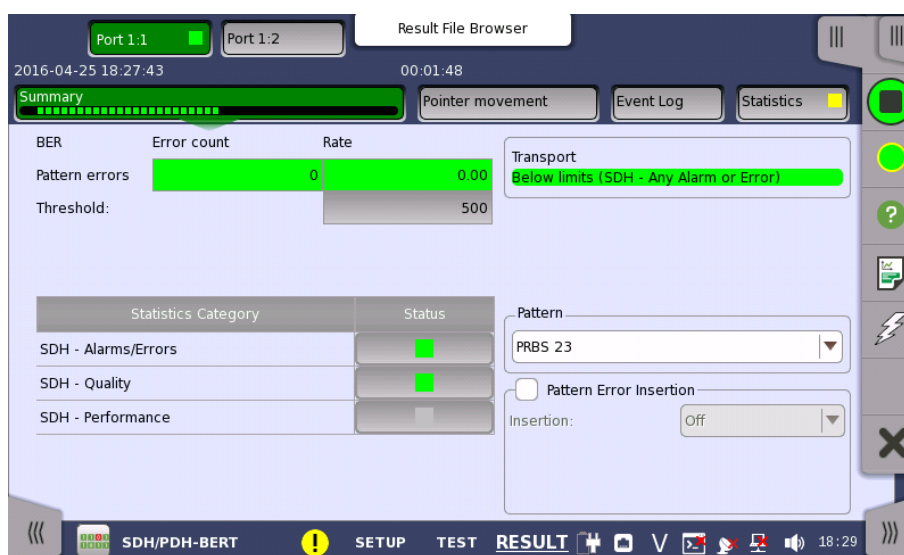 Port 1:1
Port 1:2
Result File Browser
2016-04-25 18:27:43
00:01:48
Summary
Pointer movement
Event Log
Statistics
BER
Error count
Rate
Pattern errors
0
0.00
Threshold:
500
Transport
Below limits (SDH - Any Alarm or Error)
Statistics Category
Status
SDH - Alarms/Errors
SDH - Quality
SDH - Performance
Pattern
PRBS 23
Pattern Error Insertion
Insertion:
Off
SDH/PDH-BERT
SETUP
TEST
RESULT
V
18:29